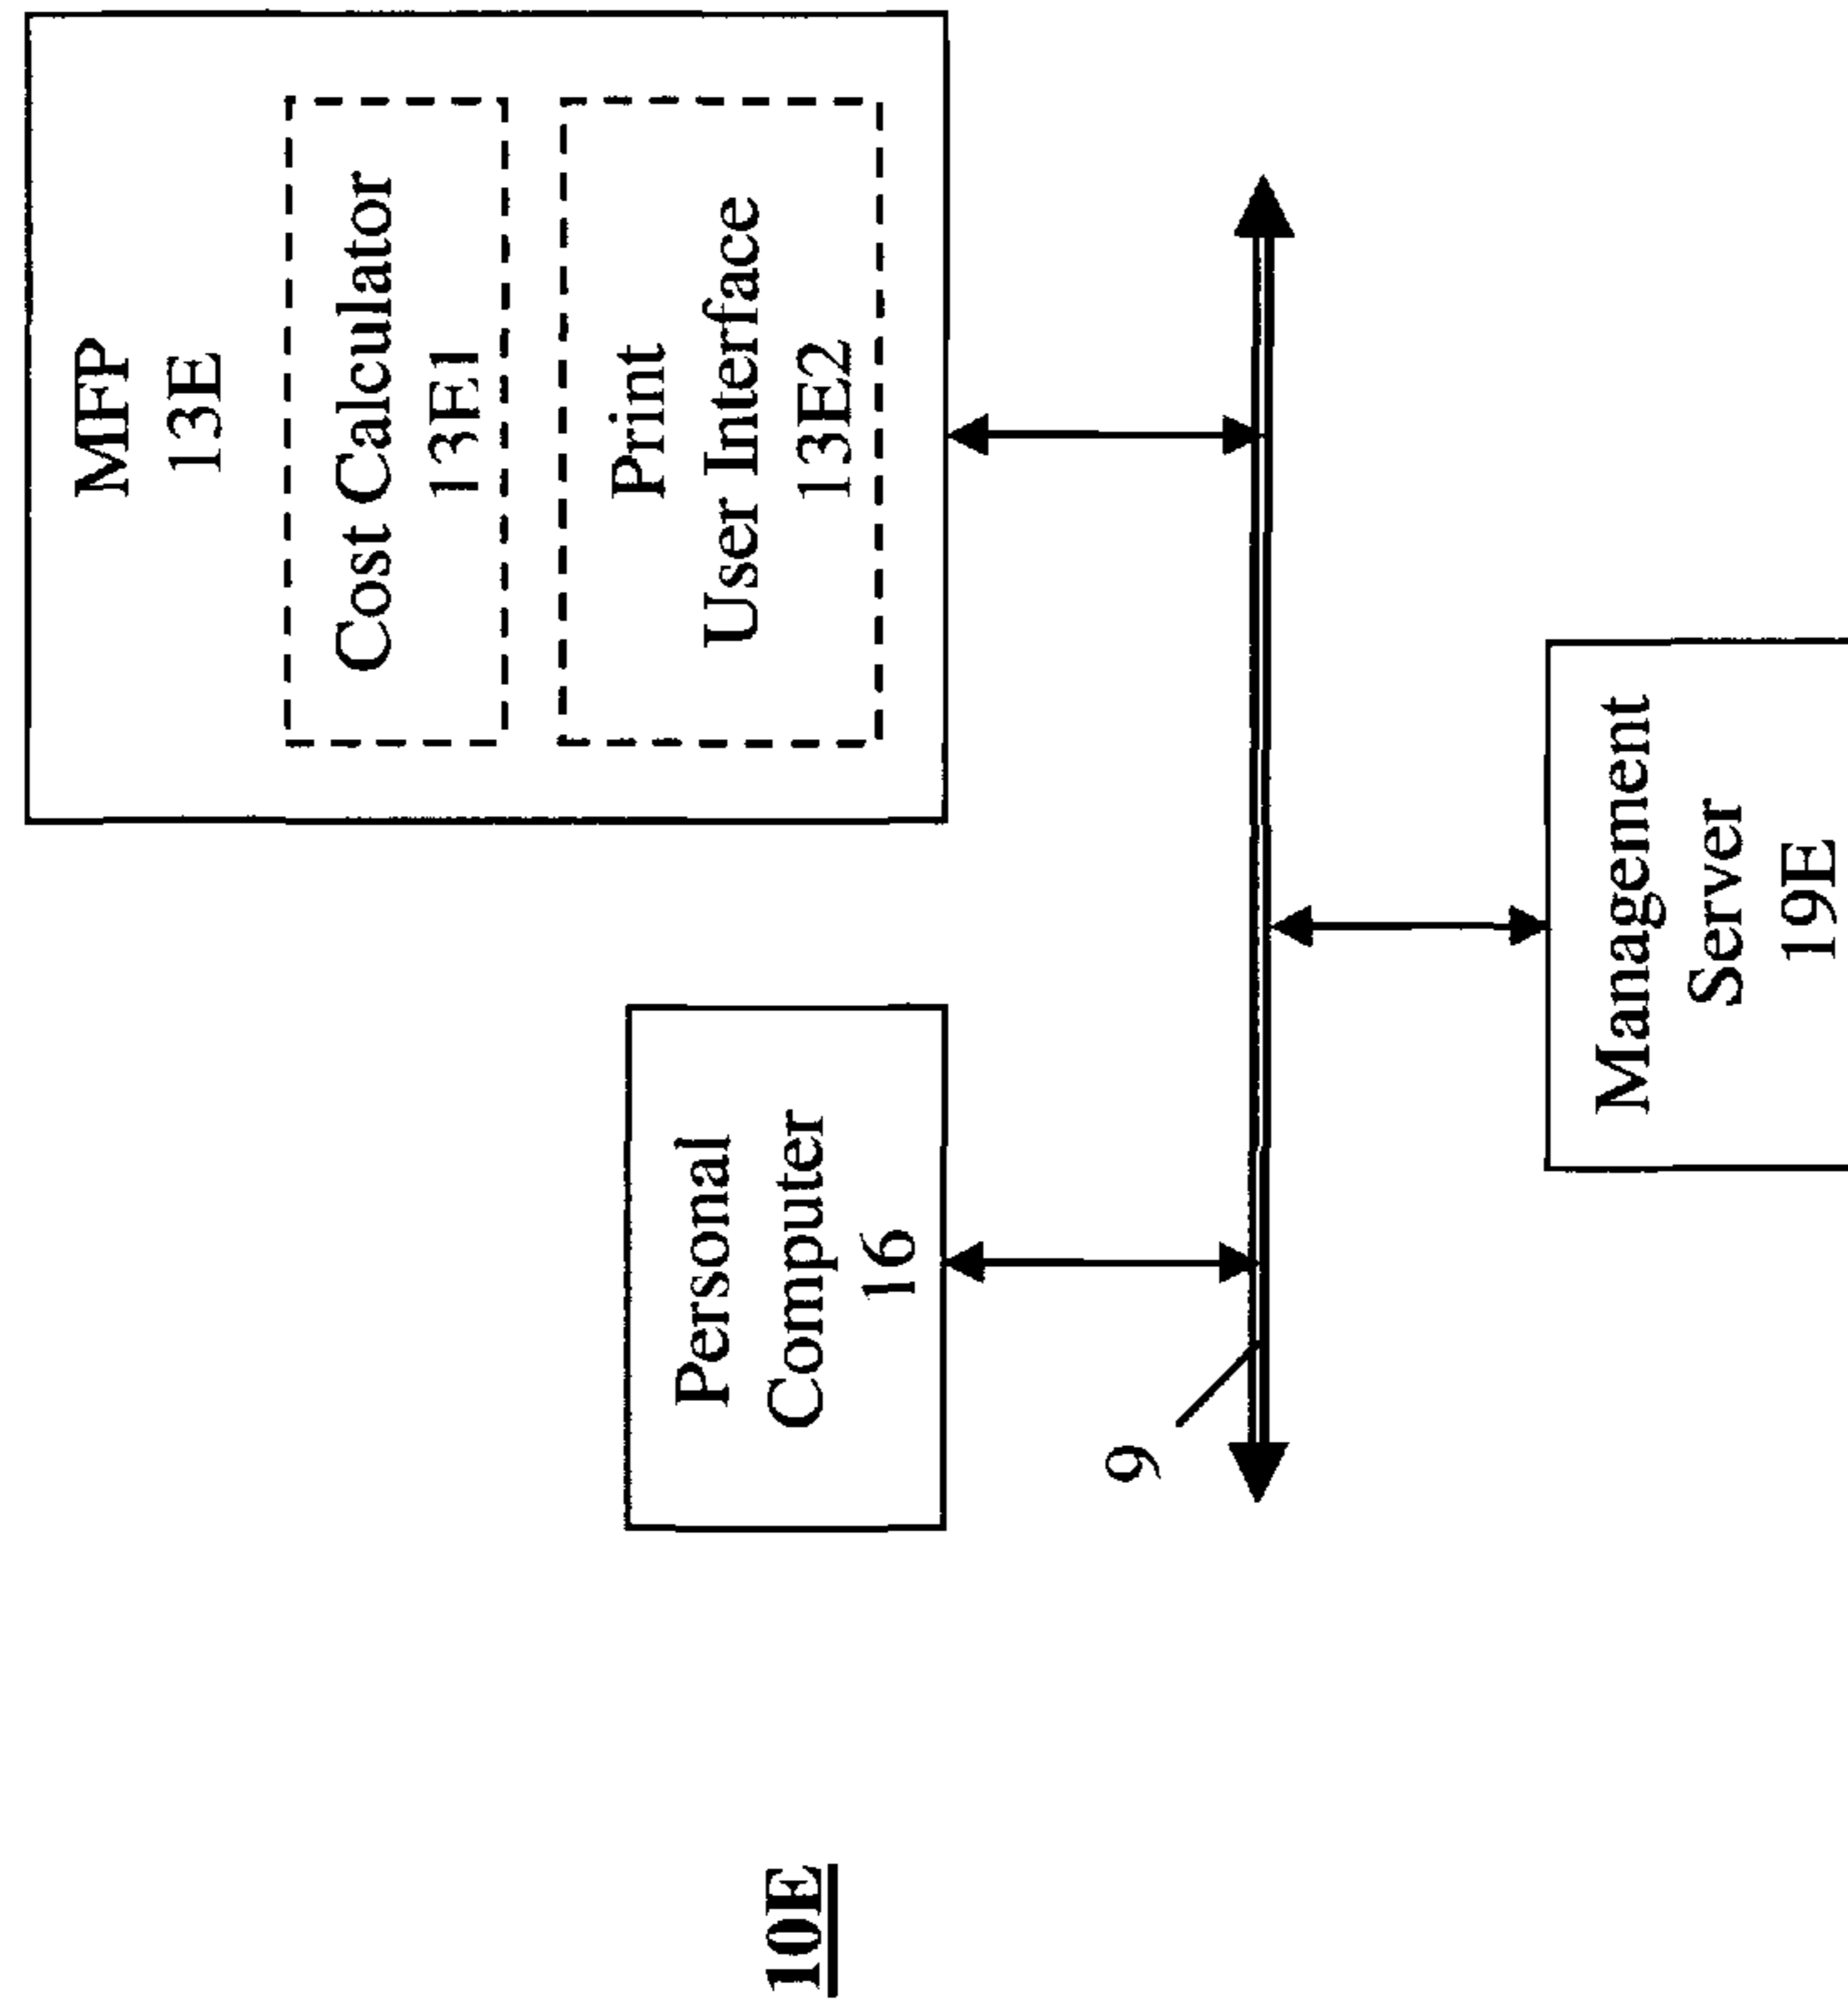 10E
Personal
Computer
16
MFP
13E
Cost Calculator
13E1
Print
User Interface
13E2
9
Management
Server
19E